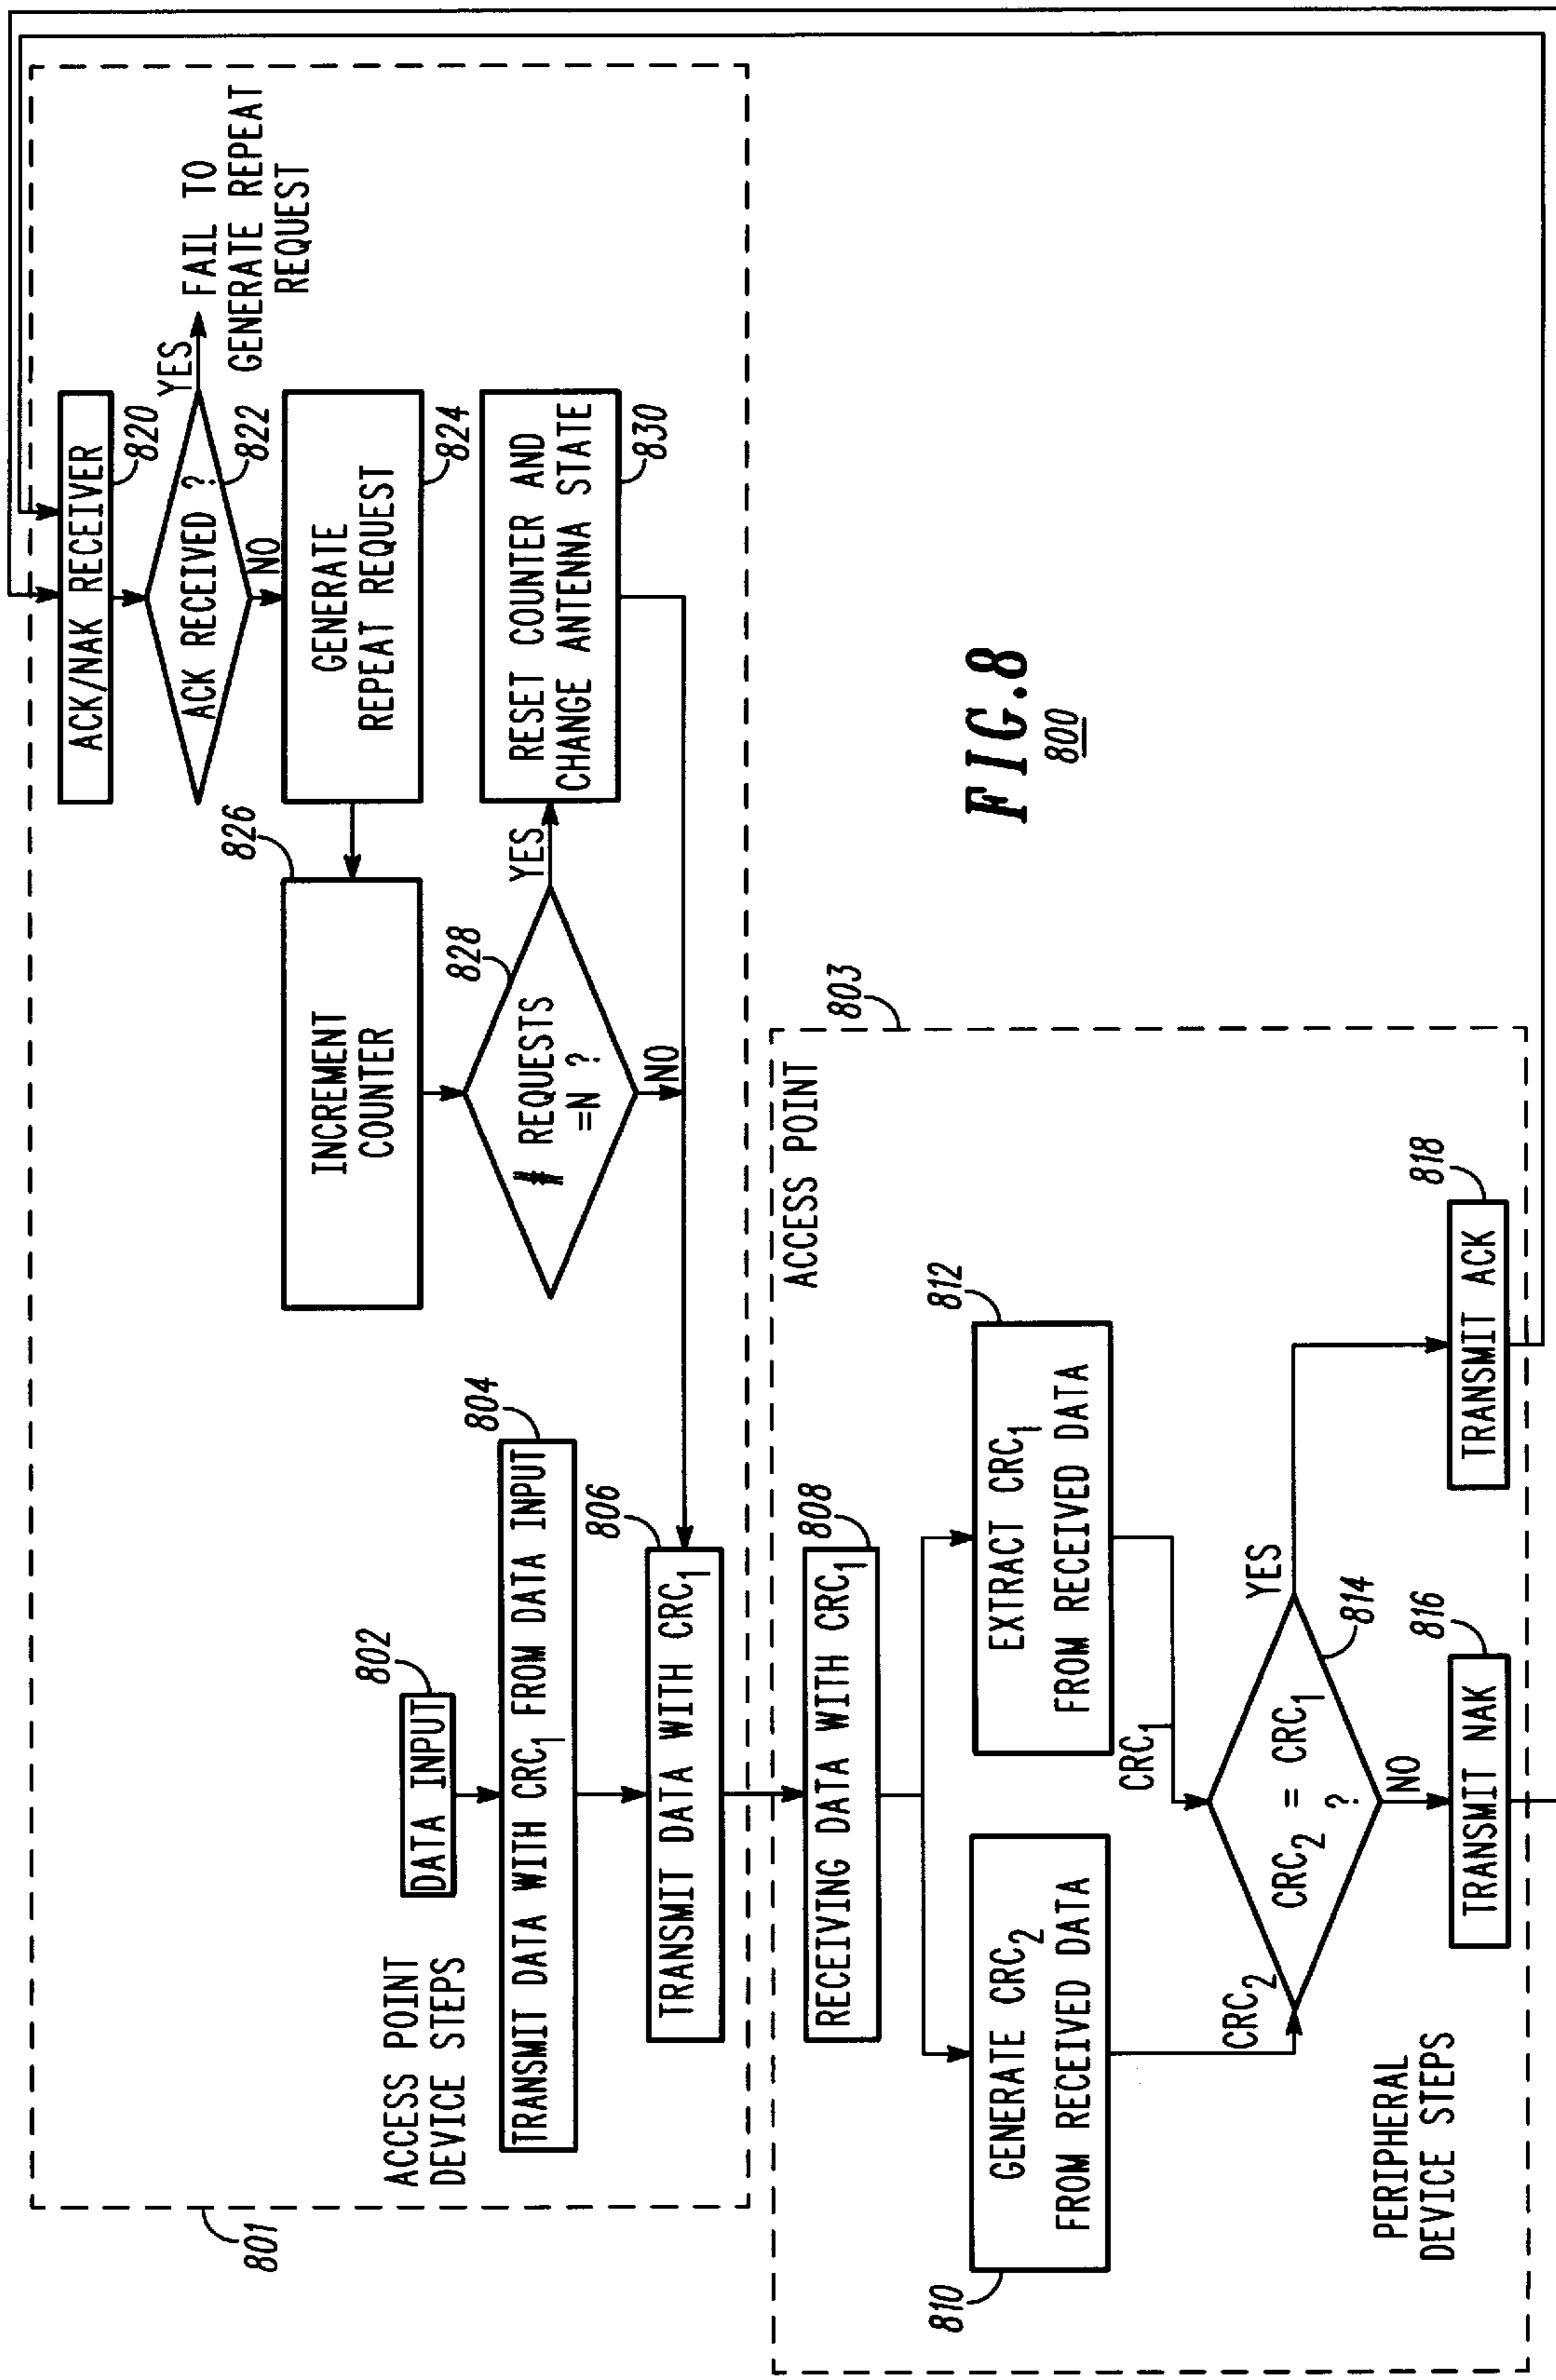 801
ACCESS POINT
DEVICE STEPS
DATA INPUT
802
TRANSMIT DATA WITH CRC1 FROM DATA INPUT
804
TRANSMIT DATA WITH CRC1
806
ACK/NAK RECEIVER
820
ACK RECEIVED ?
822
YES
FAIL TO
GENERATE REPEAT
REQUEST
NO
GENERATE
REPEAT REQUEST
824
826
INCREMENT
COUNTER
828
# REQUESTS
=N ?
YES
NO
RESET COUNTER AND
CHANGE ANTENNA STATE
830
803
ACCESS POINT
RECEIVING DATA WITH CRC1
808
810
GENERATE CRC2
FROM RECEIVED DATA
EXTRACT CRC1
FROM RECEIVED DATA
812
CRC2
CRC1
CRC2 = CRC1
?
814
YES
NO
TRANSMIT NAK
816
TRANSMIT ACK
818
PERIPHERAL
DEVICE STEPS
FIG.8
800